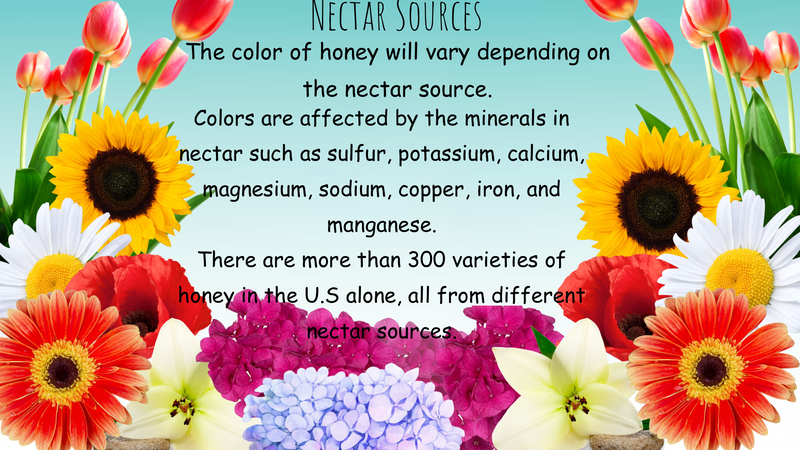 Nectar Sources
The color of honey will vary depending on
the nectar source.
Colors are affected by the minerals in
nectar such as sulfur, potassium, calcium,
magnesium, sodium, copper, iron, and
manganese.
There are more than 300 varieties of
honey in the U.S alone, all from different
nectar sources.